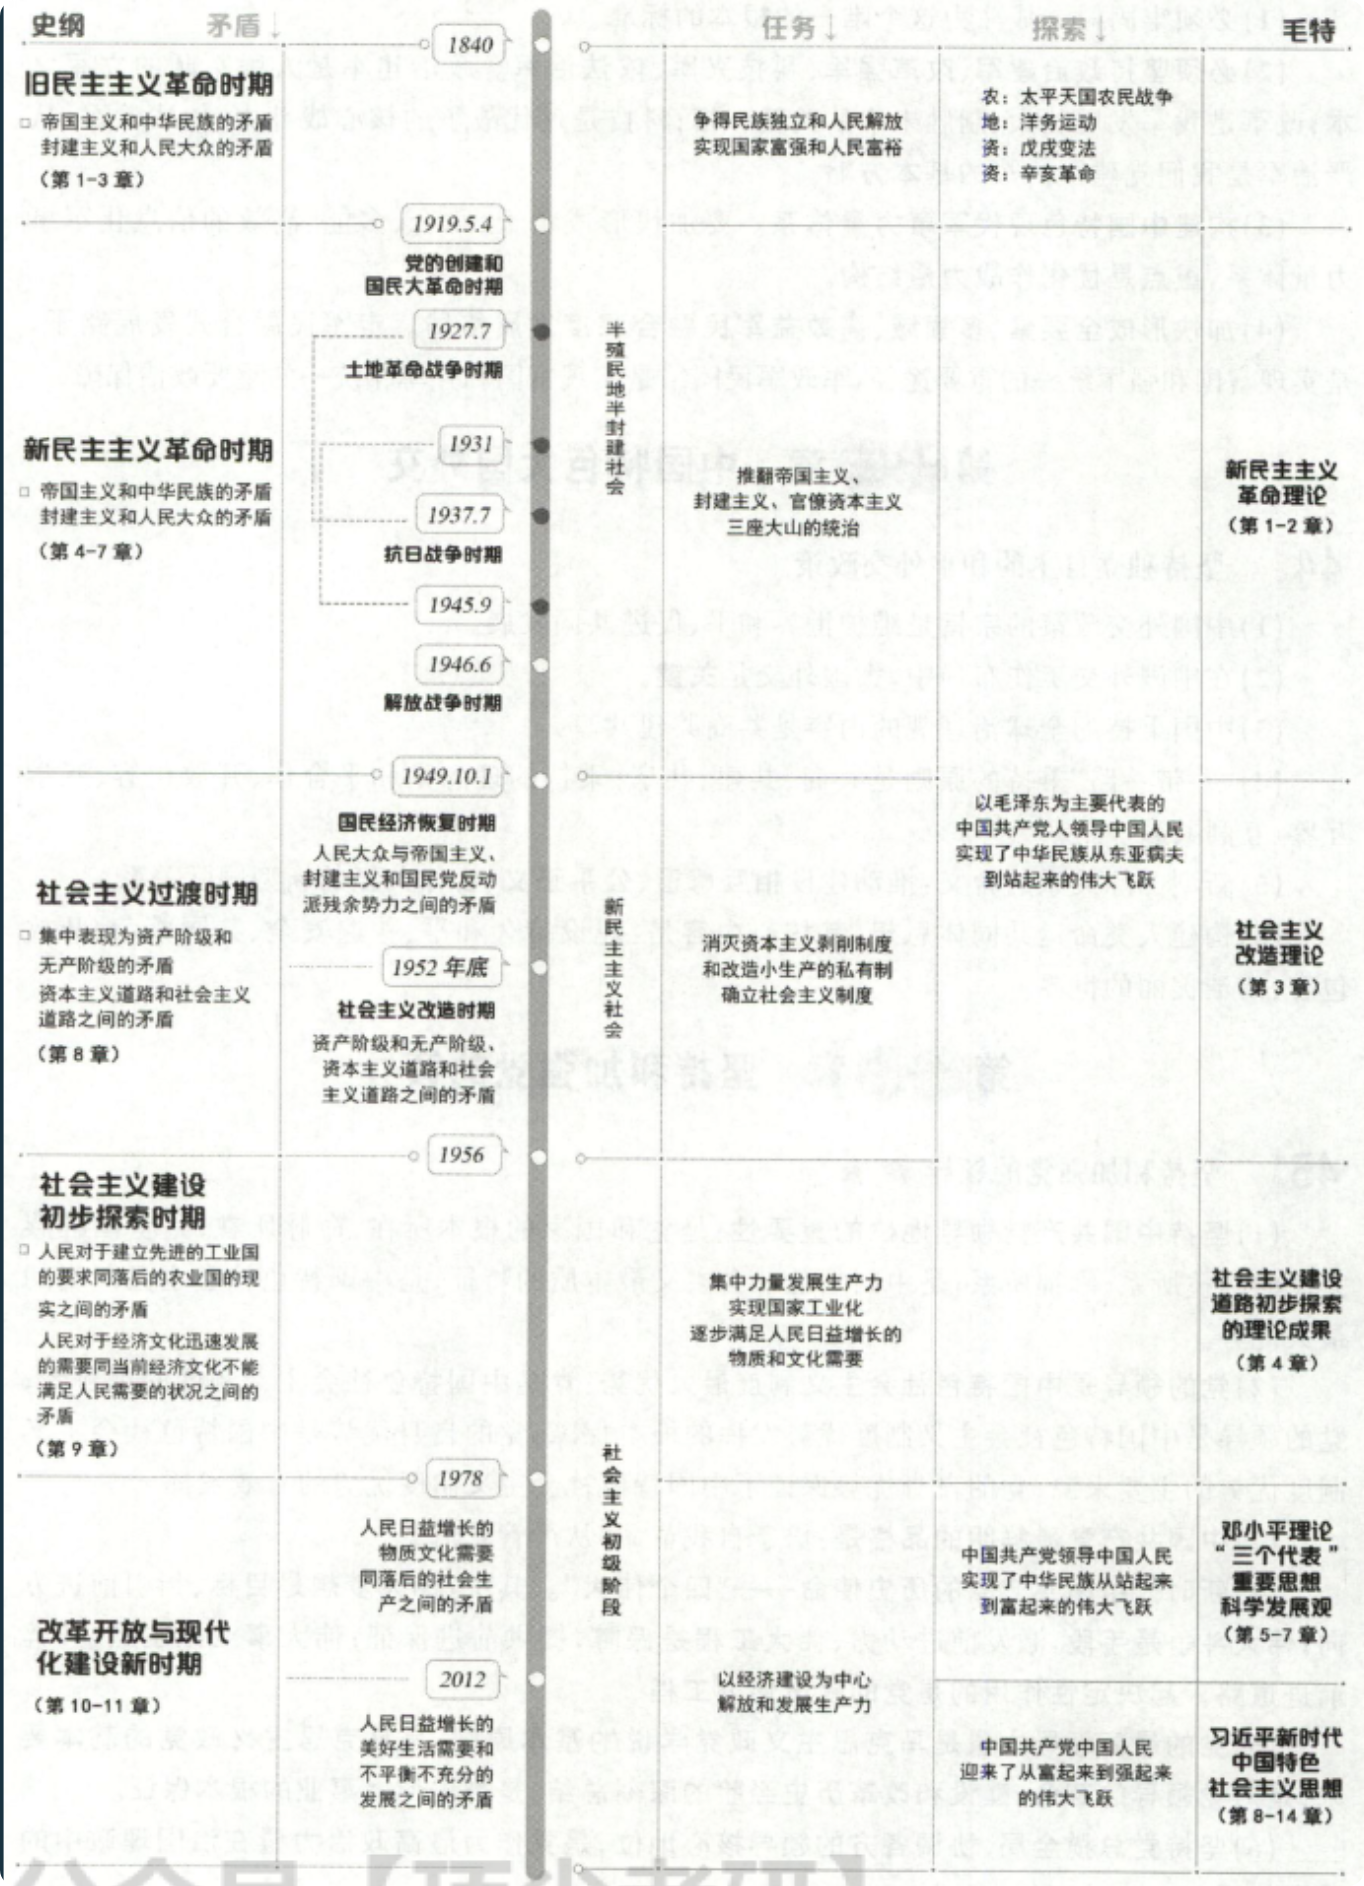 史纲
矛盾↓
1840
任务↓
探索↓
毛特
旧民主主义革命时期
帝国主义和中华民族的矛盾
封建主义和人民大众的矛盾
（第 1-3 章）
争得民族独立和人民解放
实现国家富强和人民富裕
农：太平天国农民战争
地：洋务运动
资：戊戌变法
资：辛亥革命
1919.5.4
党的创建和
国民大革命时期
1927.7
土地革命战争时期
1931
1937.7
抗日战争时期
1945.9
1946.6
解放战争时期
半殖民地半封建社会
新民主主义革命时期
帝国主义和中华民族的矛盾
封建主义和人民大众的矛盾
（第 4-7 章）
推翻帝国主义、
封建主义、官僚资本主义
三座大山的统治
新民主主义
革命理论
（第 1-2 章）
1949.10.1
国民经济恢复时期
人民大众与帝国主义、
封建主义和国民党反动
派残余势力之间的矛盾
1952 年底
社会主义改造时期
资产阶级和无产阶级、
资本主义道路和社会
主义道路之间的矛盾
社会主义过渡时期
集中表现为资产阶级和
无产阶级的矛盾
资本主义道路和社会主义
道路之间的矛盾
（第 8 章）
新民主主义社会
消灭资本主义剥削制度
和改造小生产的私有制
确立社会主义制度
以毛泽东为主要代表的
中国共产党人领导中国人民
实现了中华民族从东亚病夫
到站起来的伟大飞跃
社会主义
改造理论
（第 3 章）
1956
社会主义建设
初步探索时期
人民对于建立先进的工业国
的要求同落后的农业国的现
实之间的矛盾
人民对于经济文化迅速发展
的需要同当前经济文化不能
满足人民需要的状况之间的
矛盾
（第 9 章）
集中力量发展生产力
实现国家工业化
逐步满足人民日益增长的
物质和文化需要
社会主义建设
道路初步探索
的理论成果
（第 4 章）
1978
人民日益增长的
物质文化需要
同落后的社会生
产之间的矛盾
改革开放与现代
化建设新时期
（第 10-11 章）
2012
人民日益增长的
美好生活需要和
不平衡不充分的
发展之间的矛盾
社会主义初级阶段
以经济建设为中心
解放和发展生产力
中国共产党领导中国人民
实现了中华民族从站起来
到富起来的伟大飞跃
中国共产党中国人民
迎来了从富起来到强起来
的伟大飞跃
邓小平理论
“三个代表”
重要思想
科学发展观
（第 5-7 章）
习近平新时代
中国特色
社会主义思想
（第 8-14 章）